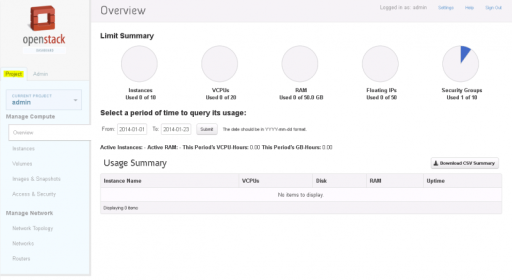 Overview
Logged in as: admin
Settings
Help
Sign Out
openstack
DASHBOARD
Project
Admin
CURRENT PROJECT
admin
Manage Compute
Overview
Instances
Volumes
Images & Snapshots
Access & Security
Manage Network
Network Topology
Networks
Routers
Limit Summary
Instances
Used 0 of 10
VCPUs
Used 0 of 20
RAM
Used 0 of 50.0 GB
Floating IPs
Used 0 of 50
Security Groups
Used 1 of 10
Select a period of time to query its usage:
From: 2014-01-01 To: 2014-01-23 Submit The date should be in YYYY-mm-dd format.
Active Instances: - Active RAM: - This Period's VCPU-Hours: 0.00 This Period's GB-Hours: 0.00
Usage Summary
Download CSV Summary
Instance Name VCPUs Disk RAM Uptime
No items to display.
Displaying 0 items